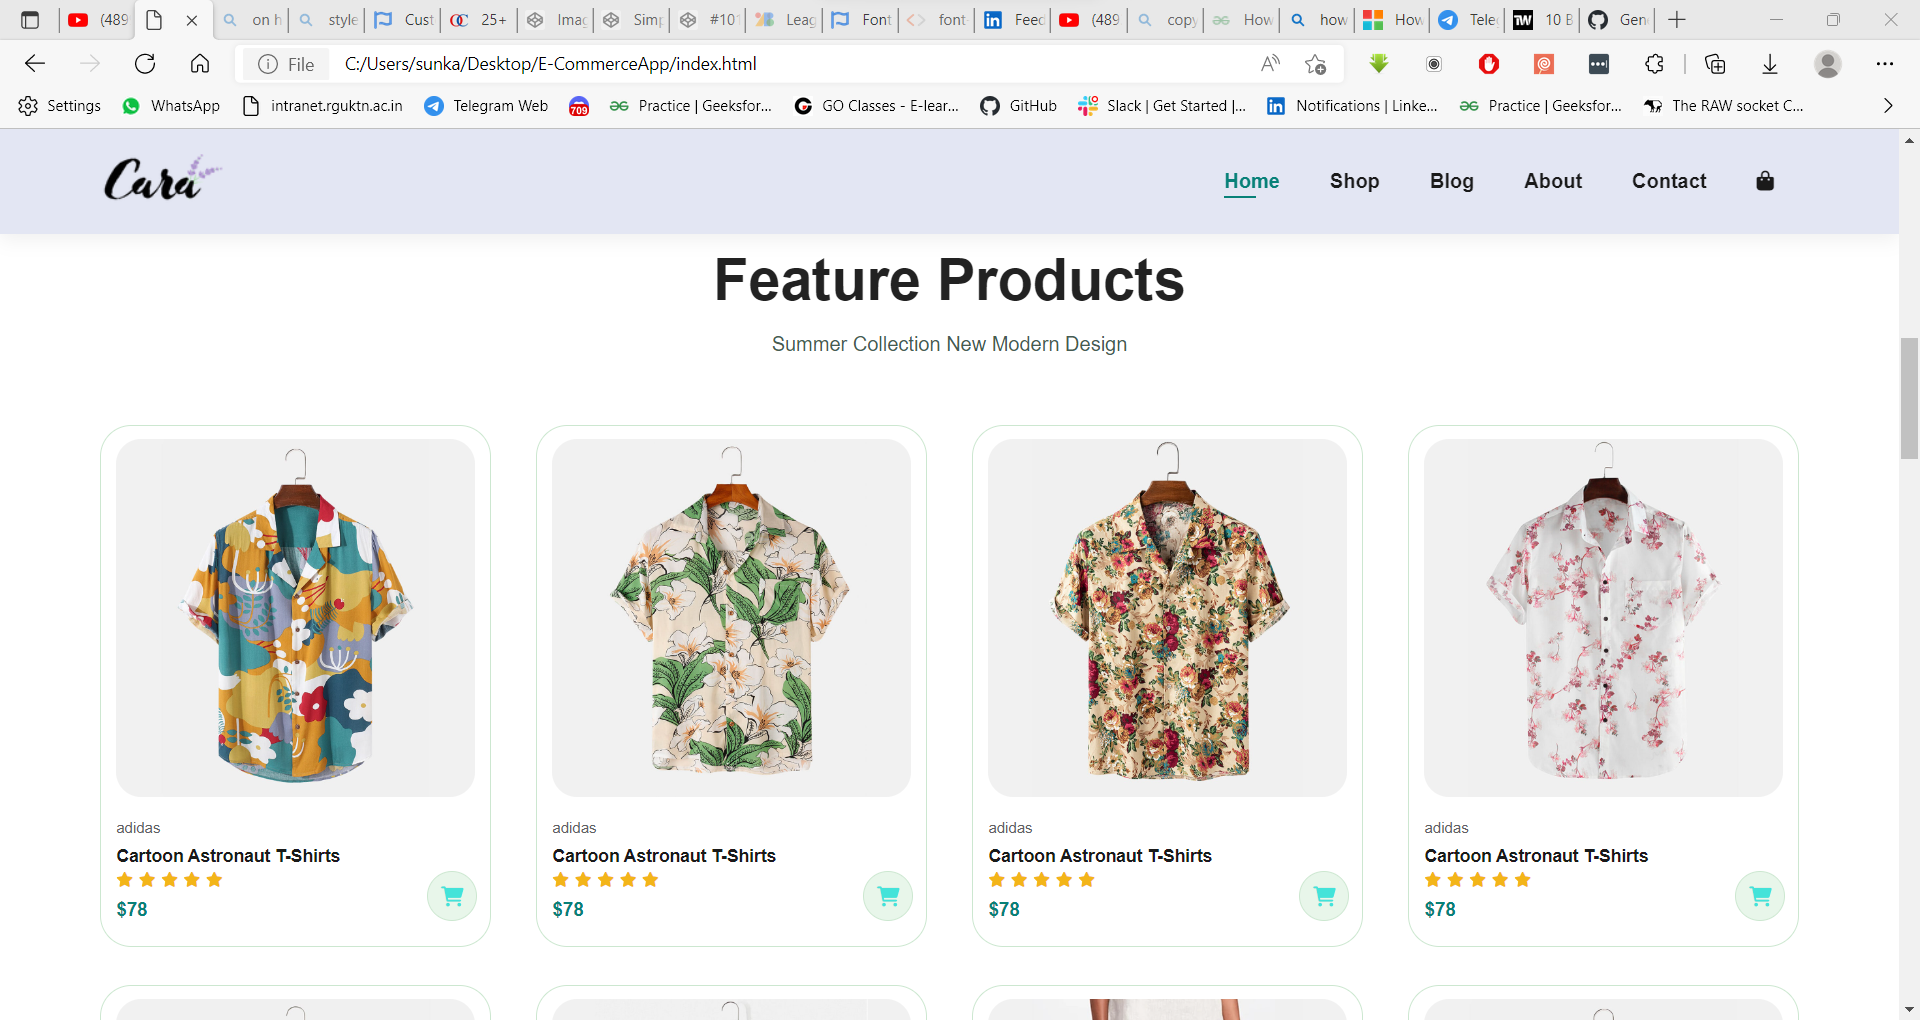 (489
on h
style
Cust
25+
Imag
Simp
#101
Leag
Font
font-
Feed
(489
copy
How
how
How
Telec
10 B
Gene
File
C:/Users/sunka/Desktop/E-CommerceApp/index.html
Settings
WhatsApp
intranet.rguktn.ac.in
Telegram Web
709
Practice | Geeksfor...
GO Classes - E-lear...
GitHub
Slack | Get Started |...
Notifications | Linke...
Practice | Geeksfor...
The RAW socket C...
Cara
Home
Shop
Blog
About
Contact
Feature Products
Summer Collection New Modern Design
adidas
Cartoon Astronaut T-Shirts
$78
adidas
Cartoon Astronaut T-Shirts
$78
adidas
Cartoon Astronaut T-Shirts
$78
adidas
Cartoon Astronaut T-Shirts
$78